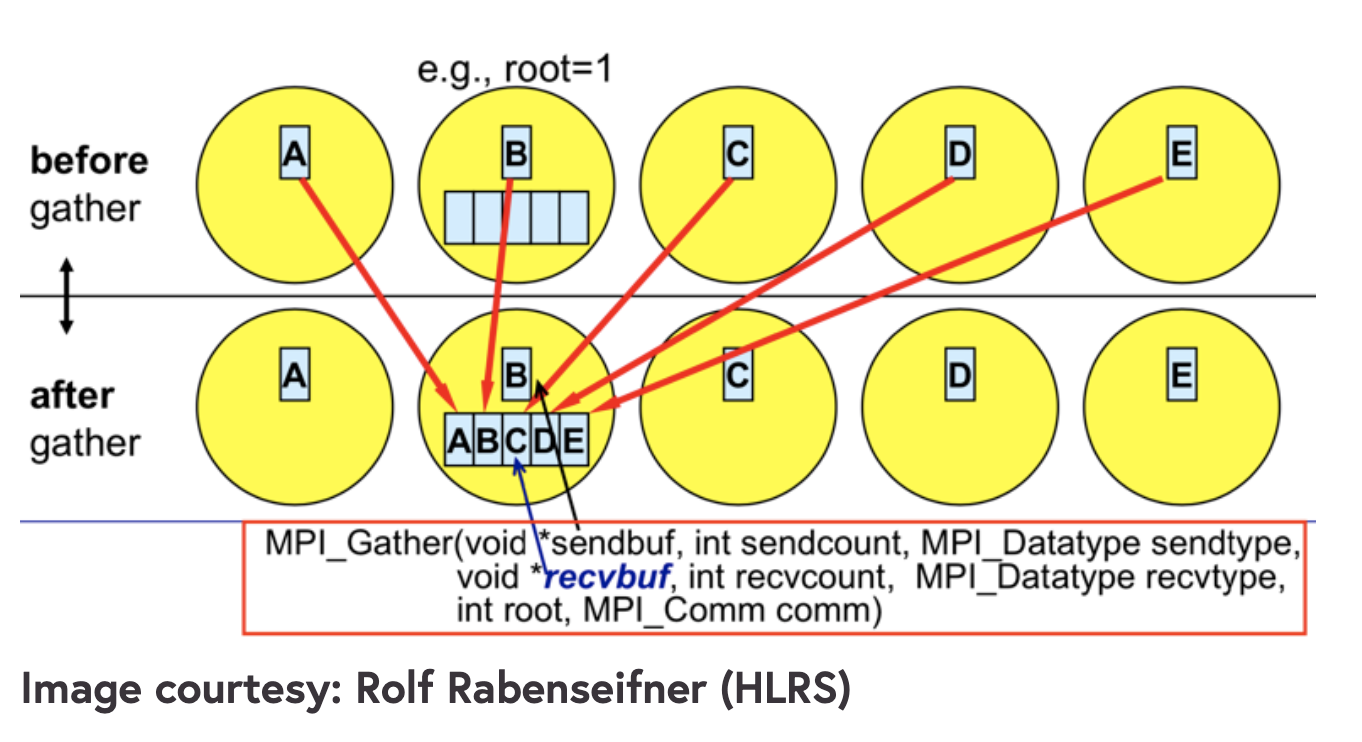 e.g., root=1
before
gather
A
B
C
D
E
after
gather
A
B
C
D
E
A B C D E
MPI_Gather(void *sendbuf, int sendcount, MPI_Datatype sendtype,
void *recvbuf, int recvcount, MPI_Datatype recvtype,
int root, MPI_Comm comm)
Image courtesy: Rolf Rabenseifner (HLRS)